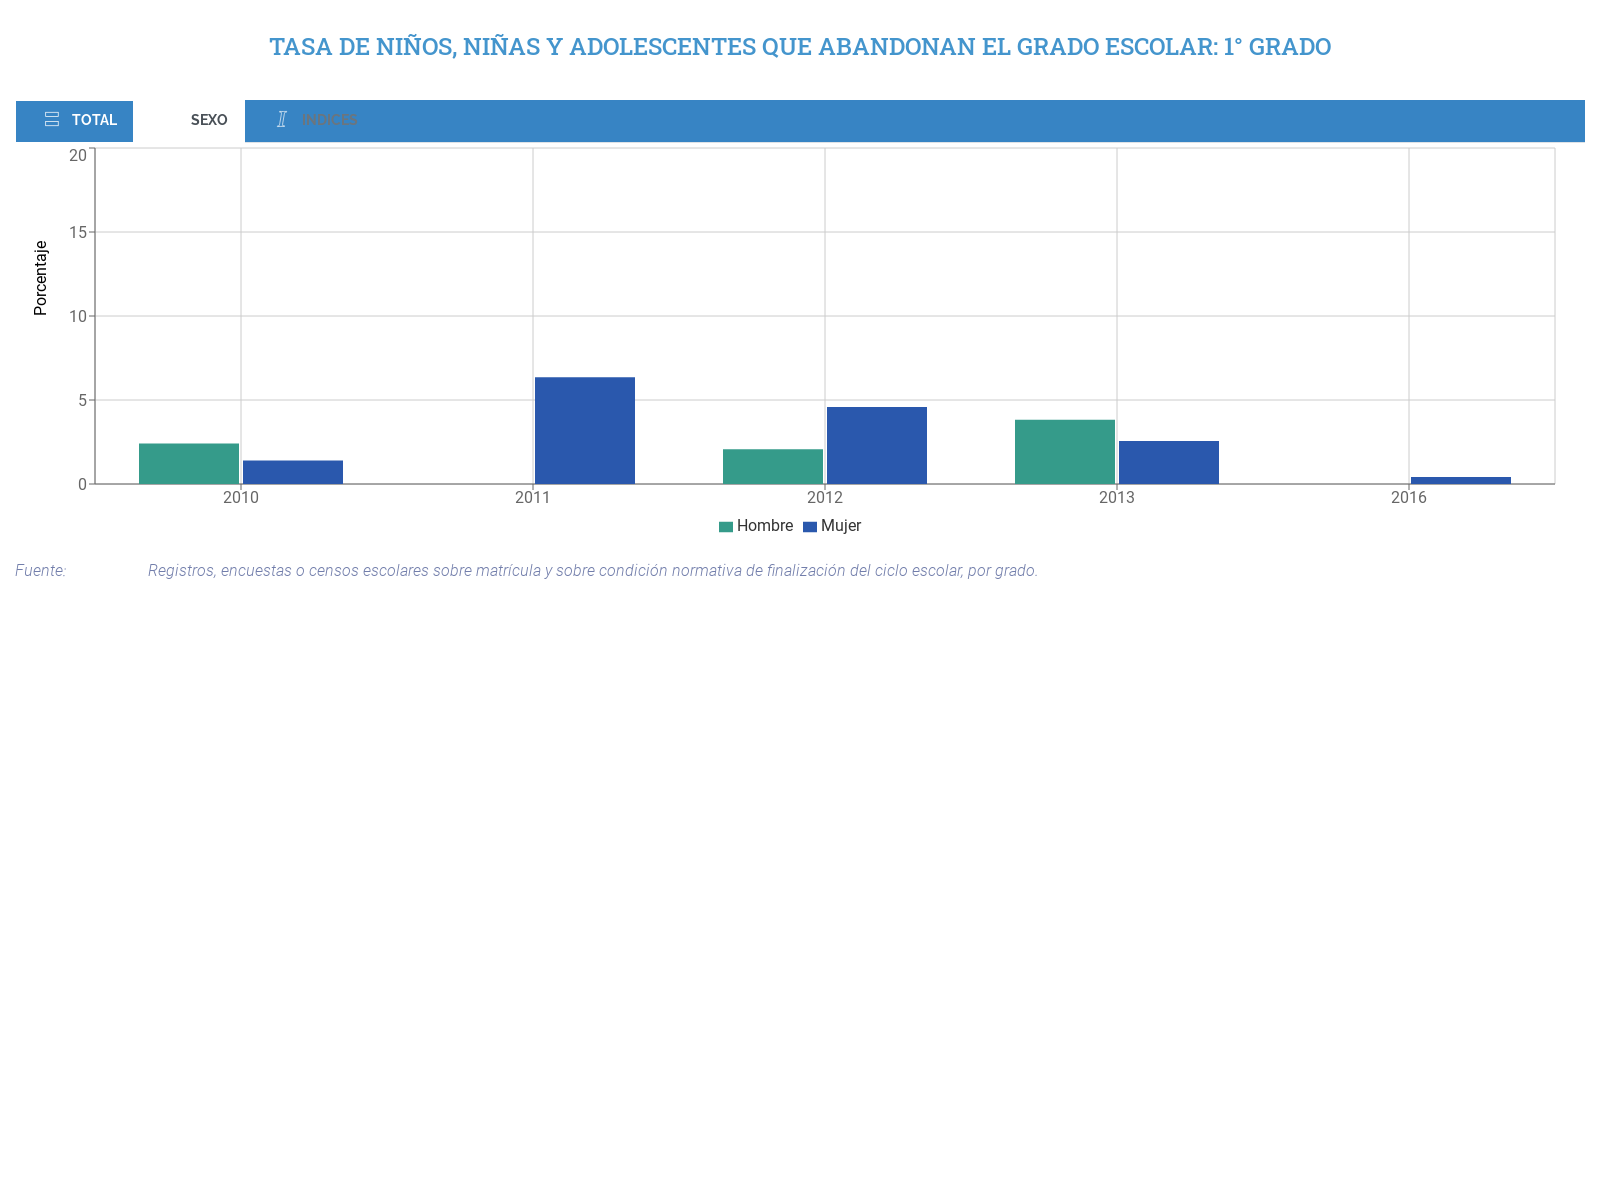 TASA DE NIÑOS, NIÑAS Y ADOLESCENTES QUE ABANDONAN EL GRADO ESCOLAR: 1° GRADO
TOTAL SEXO INDICES
20
15
10
5
0
Porcentaje
2010 2011 2012 2013 2016
Hombre Mujer
Fuente: Registros, encuestas o censos escolares sobre matrícula y sobre condición normativa de finalización del ciclo escolar, por grado.